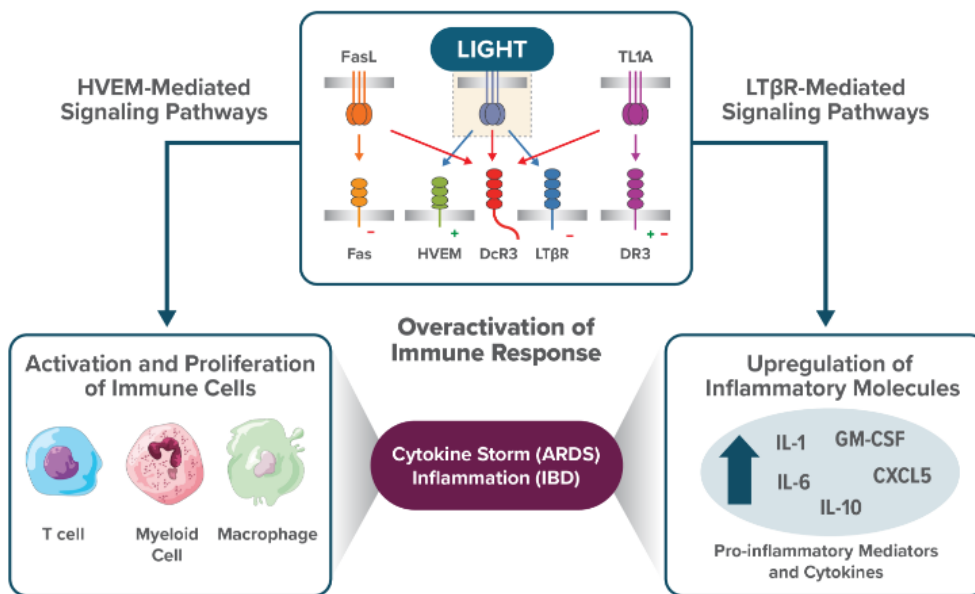 LIGHT
FasL
TL1A
HVEM-Mediated
Signaling Pathways
LTβR-Mediated
Signaling Pathways
- + - + -
Fas HVEM DcR3 LTβR DR3
Overactivation of
Immune Response
Activation and Proliferation
of Immune Cells
T cell
Myeloid
Cell
Macrophage
Cytokine Storm (ARDS)
Inflammation (IBD)
Upregulation of
Inflammatory Molecules
IL-1 GM-CSF
IL-6 CXCL5
IL-10
Pro-inflammatory Mediators
and Cytokines